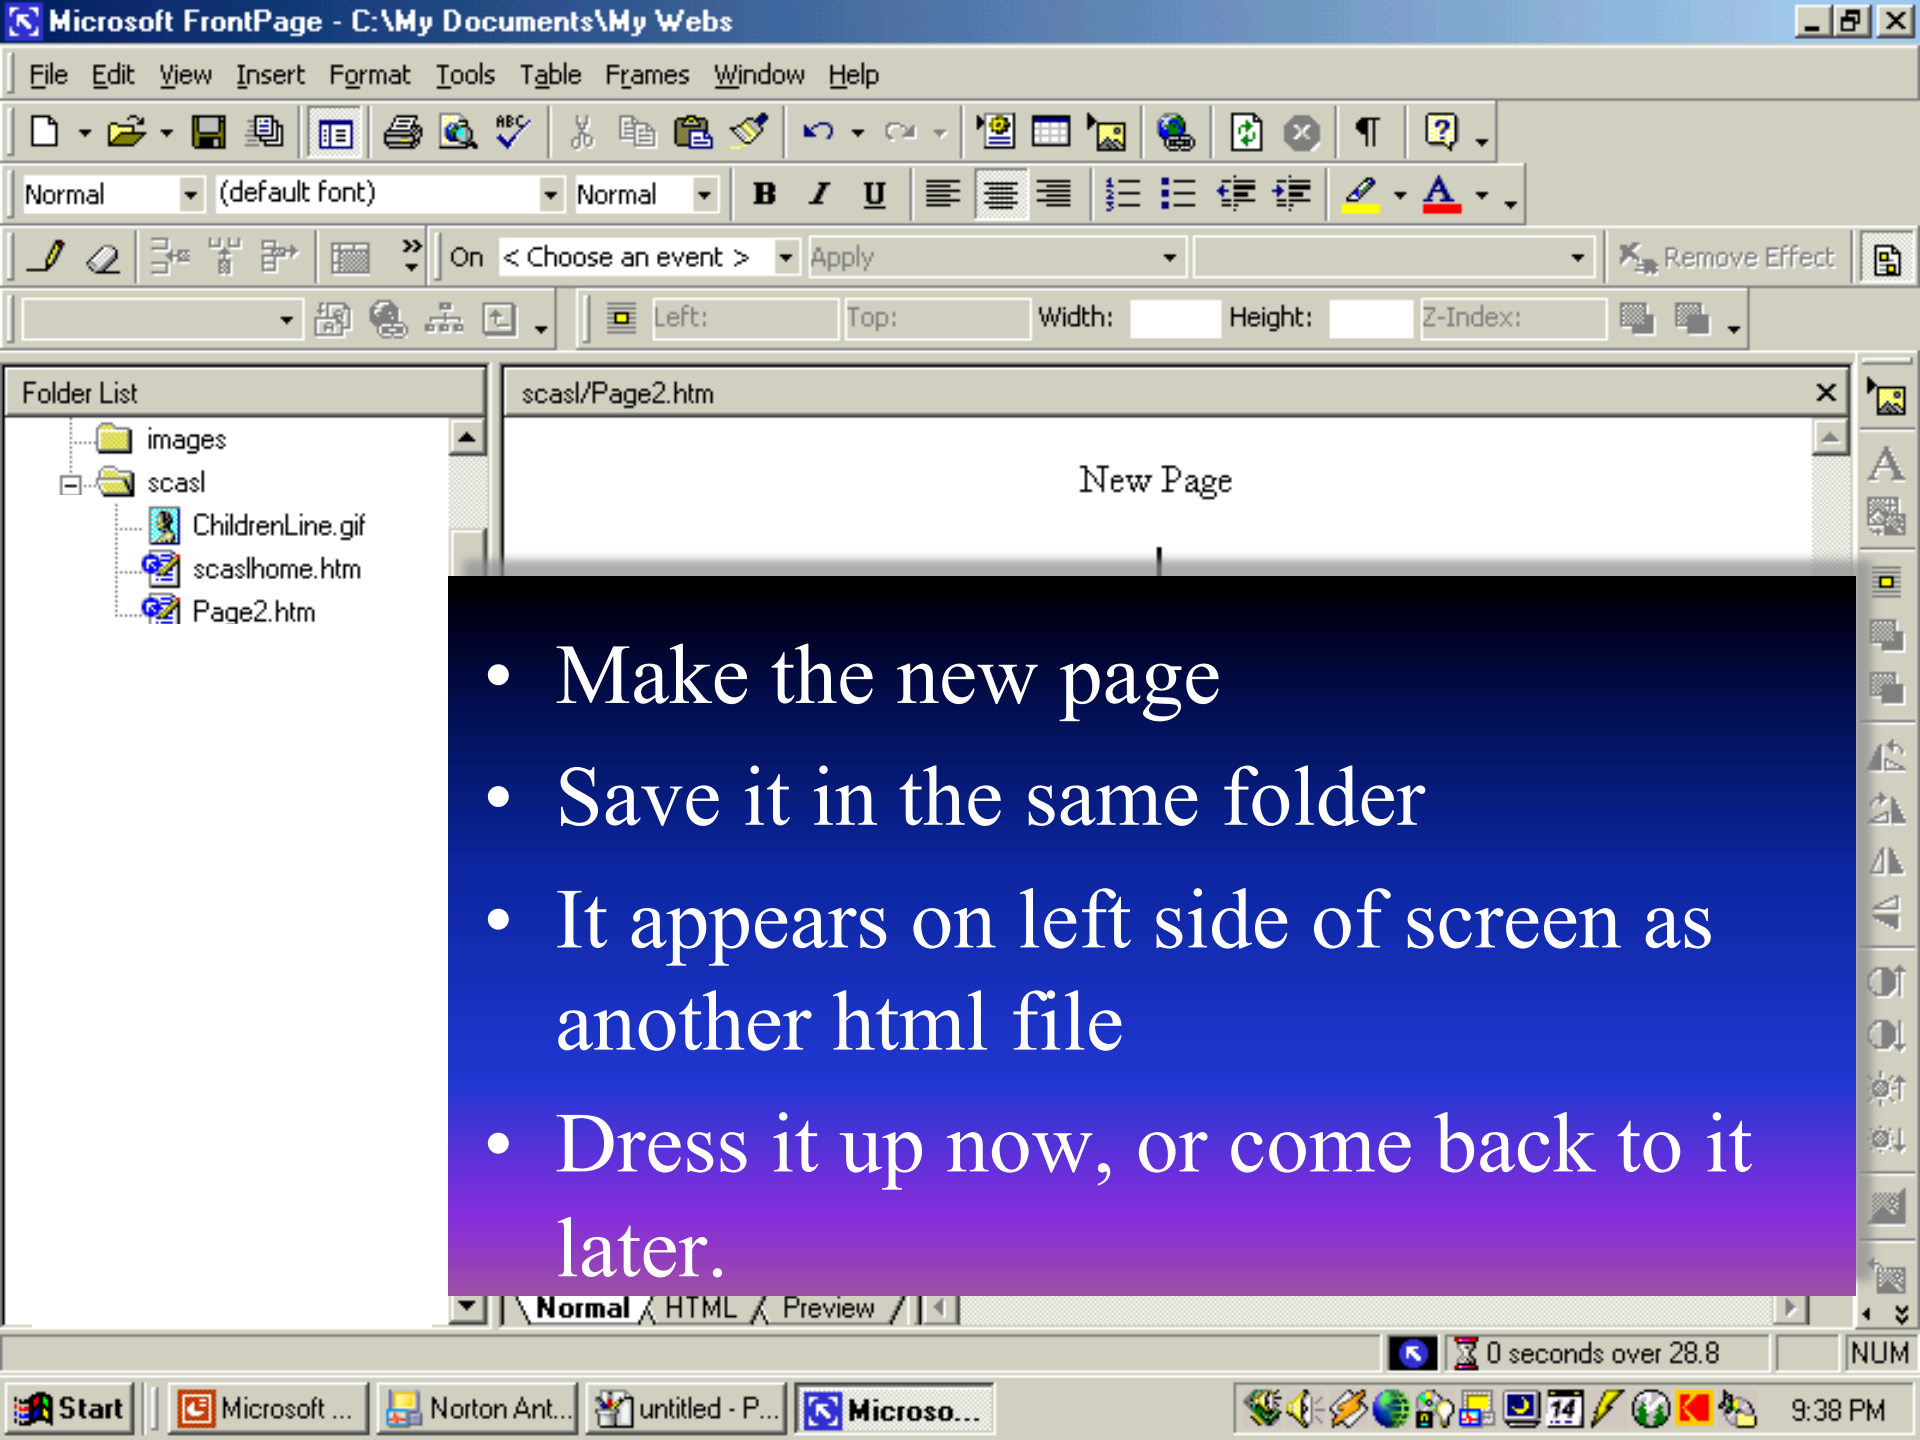 Microsoft FrontPage - C:\My Documents\My Webs
File Edit View Insert Format Tools Table Frames Window Help
ABC
Normal (default font) Normal B I U A
On < Choose an event > Apply Remove Effect
Left: Top: Width: Height: Z-Index:
Folder List scasl/Page2.htm
images
scasl
New Page
ChildrenLine.gif
scaslhome.htm
Page2.htm
• Make the new page
• Save it in the same folder
• It appears on left side of screen as
another html file
• Dress it up now, or come back to it
later.
Normal HTML Preview
0 seconds over 28.8 NUM
Start Microsoft ... Norton Ant... untitled - P... Microso... 14 9:38 PM